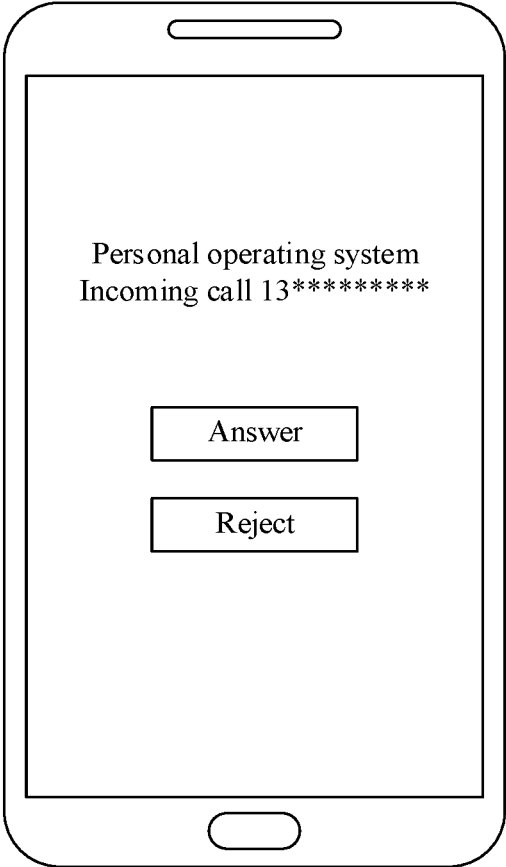 Personal operating system
Incoming call 13*********
Answer
Reject